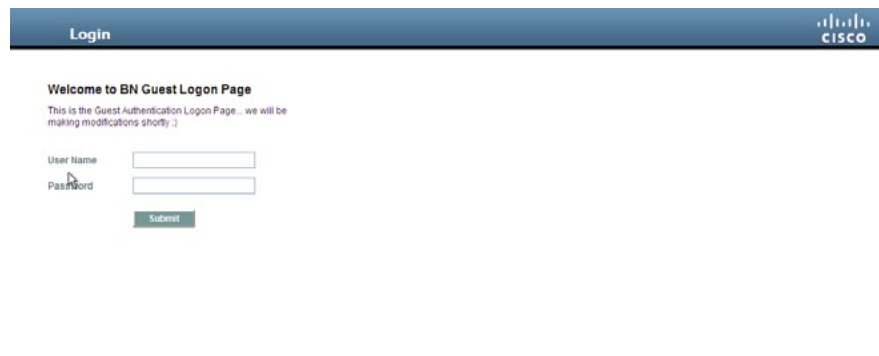 Login
CISCO
Welcome to BN Guest Logon Page
This is the Guest Authentication Logon Page... we will be
making modifications shortly :)
User Name
Password
Submit